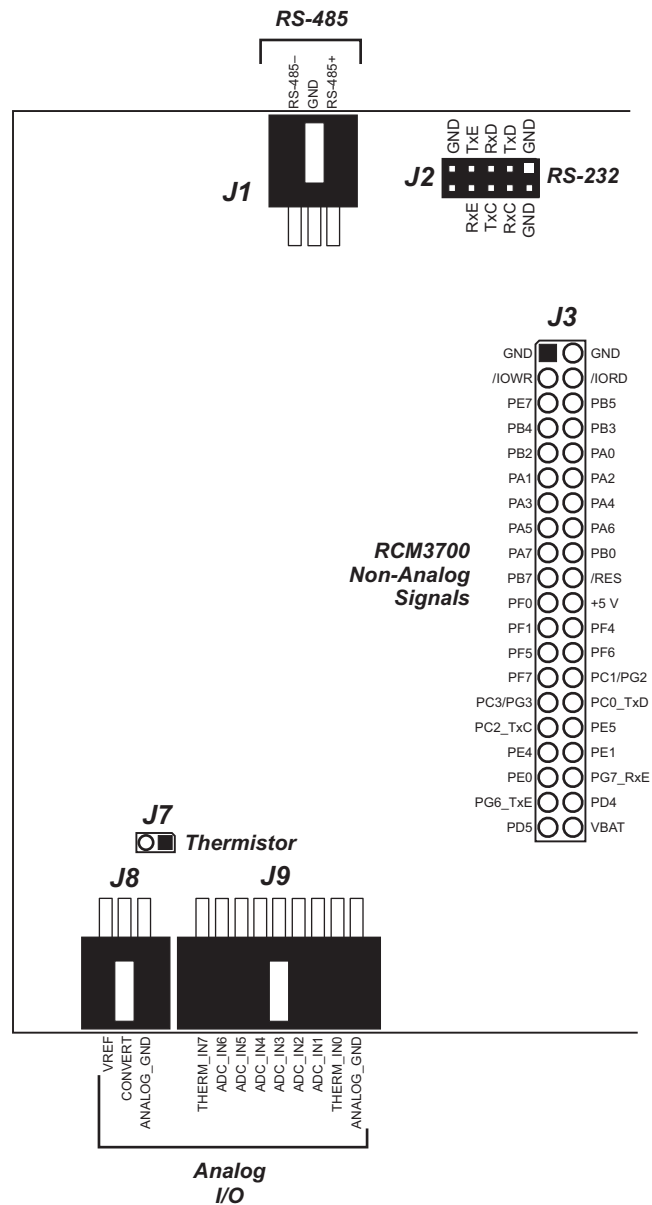 RS-485
RS-485–
GND
RS-485+
J1
GND
TxE
RxD
TxD
GND
J2
RS-232
RxE
TxC
RxC
GND
J3
GND GND
/IOWR /IORD
PE7 PB5
PB4 PB3
PB2 PA0
PA1 PA2
PA3 PA4
PA5 PA6
PA7 PB0
PB7 /RES
PF0 +5 V
PF1 PF4
PF5 PF6
PF7 PC1/PG2
PC3/PG3 PC0_TxD
PC2_TxC PE5
PE4 PE1
PE0 PG7_RxE
PG6_TxE PD4
PD5 VBAT
RCM3700
Non-Analog
Signals
J7
Thermistor
J8
J9
VREF
CONVERT
ANALOG_GND
THERM_IN7
ADC_IN6
ADC_IN5
ADC_IN4
ADC_IN3
ADC_IN2
ADC_IN1
THERM_IN0
ANALOG_GND
Analog
I/O